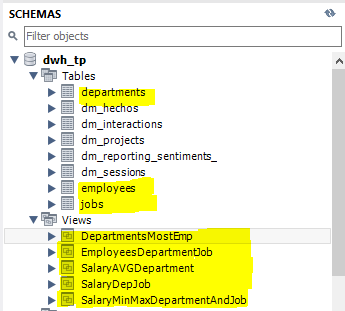 SCHEMAS
Filter objects
dwh_tp
Tables
departments
dm_hechos
dm_interactions
dm_projects
dm_reporting_sentiments_
dm_sessions
employees
jobs
Views
DepartmentsMostEmp
EmployeesDepartmentJob
SalaryAVGDepartment
SalaryDepJob
SalaryMinMaxDepartmentAndJob